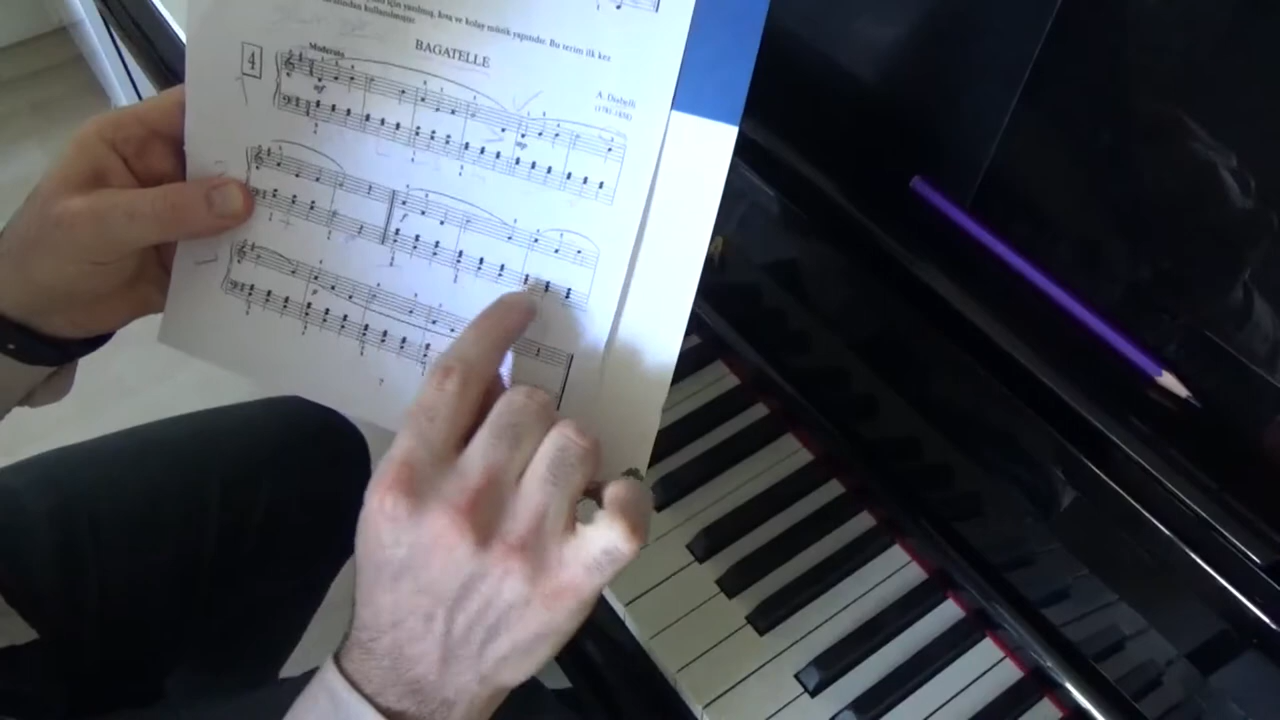 için yazılmış, kısa ve kolay müzik yapıtıdır. Bu terim ilk kez
tarafından kullanılmıştır.
BAGATELLE
4
Moderato
A. Diabelli
(1781-1858)
mf
mp
f
p